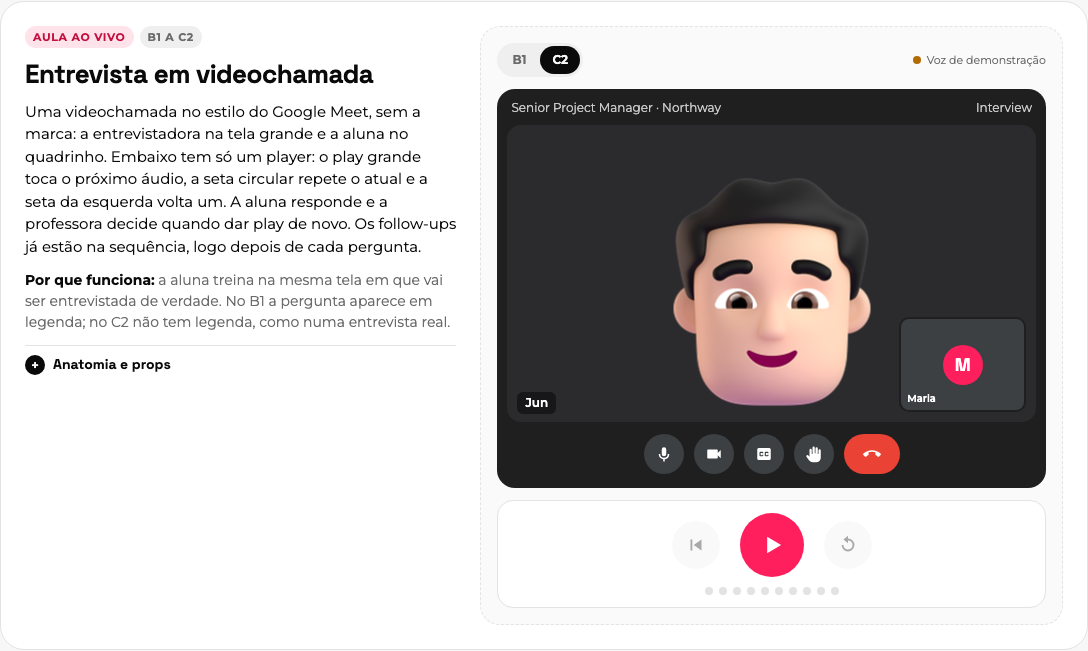 AULA AO VIVO
B1 A C2
Entrevista em videochamada
Uma videochamada no estilo do Google Meet, sem a
marca: a entrevistadora na tela grande e a aluna no
quadrinho. Embaixo tem só um player: o play grande
toca o próximo áudio, a seta circular repete o atual e a
seta da esquerda volta um. A aluna responde e a
professora decide quando dar play de novo. Os follow-ups
já estão na sequência, logo depois de cada pergunta.
Por que funciona: a aluna treina na mesma tela em que vai
ser entrevistada de verdade. No B1 a pergunta aparece em
legenda; no C2 não tem legenda, como numa entrevista real.
+ Anatomia e props
B1 C2
Voz de demonstração
Senior Project Manager · Northway
Interview
Jun
M
Maria
CC